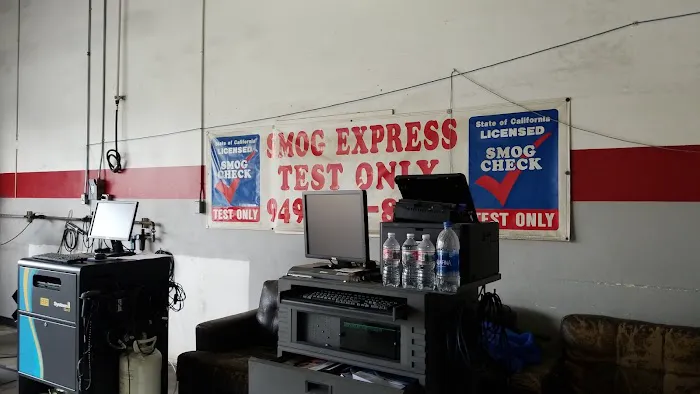 State of California
LICENSED
SMOG
CHECK
TEST ONLY
SMOG EXPRESS
TEST ONLY
949
State of California
LICENSED
SMOG
CHECK
TEST ONLY